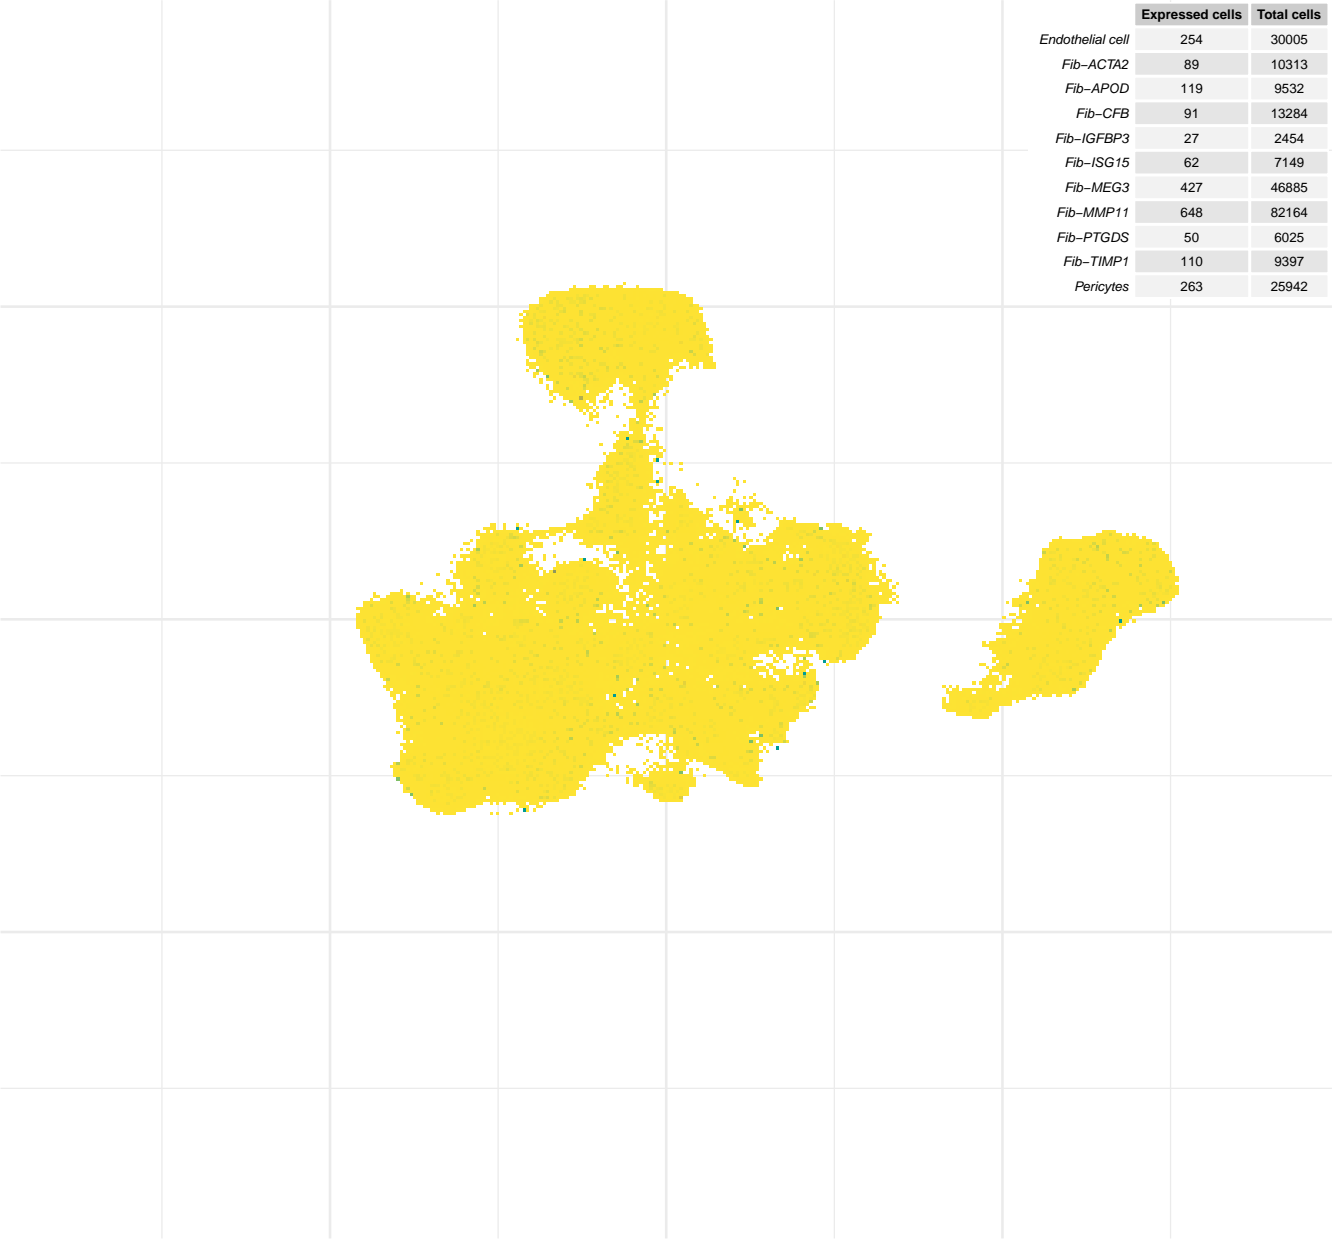 Expressed cells Total cells
Endothelial cell 254 30005
Fib−ACTA2 89 10313
Fib−APOD 119 9532
Fib−CFB 91 13284
Fib−IGFBP3 27 2454
Fib−ISG15 62 7149
Fib−MEG3 427 46885
Fib−MMP11 648 82164
Fib−PTGDS 50 6025
Fib−TIMP1 110 9397
Pericytes 263 25942